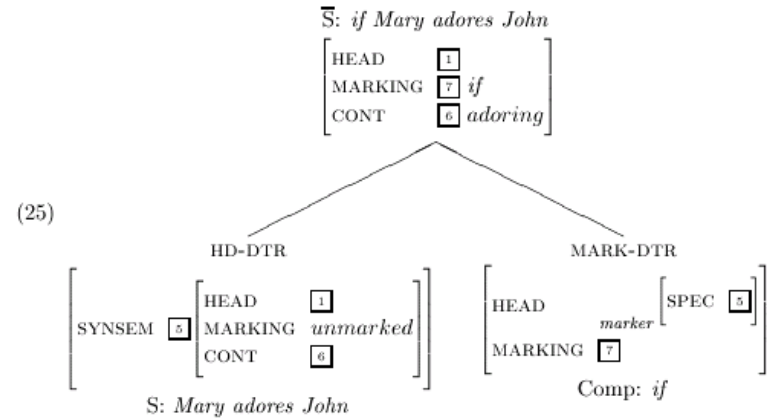 S̅: if Mary adores John
HEAD 1
MARKING 7 if
CONT 6 adoring
(25)
HD-DTR MARK-DTR
SYNSEM 5 HEAD 1 MARKING unmarked CONT 6
HEAD marker SPEC 5
MARKING 7
S: Mary adores John
Comp: if